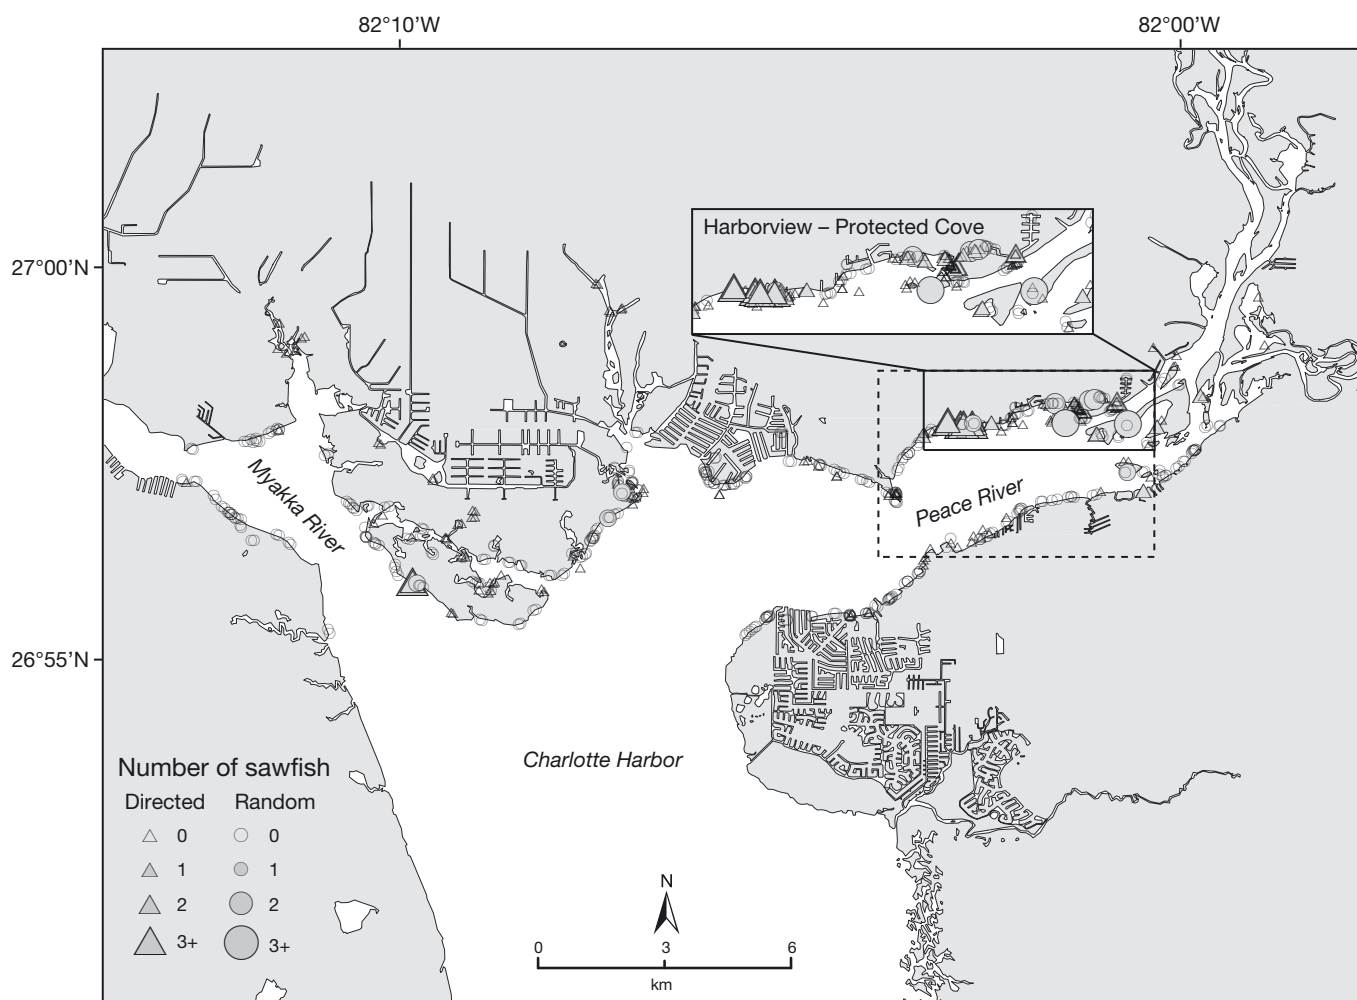 82°10'W 82°00'W
27°00'N
Harborview – Protected Cove
Myakka River
Peace River
26°55'N
Charlotte Harbor
Number of sawfish
Directed Random
0 0
1 1
2 2
3+ 3+
N
0 3 6
km